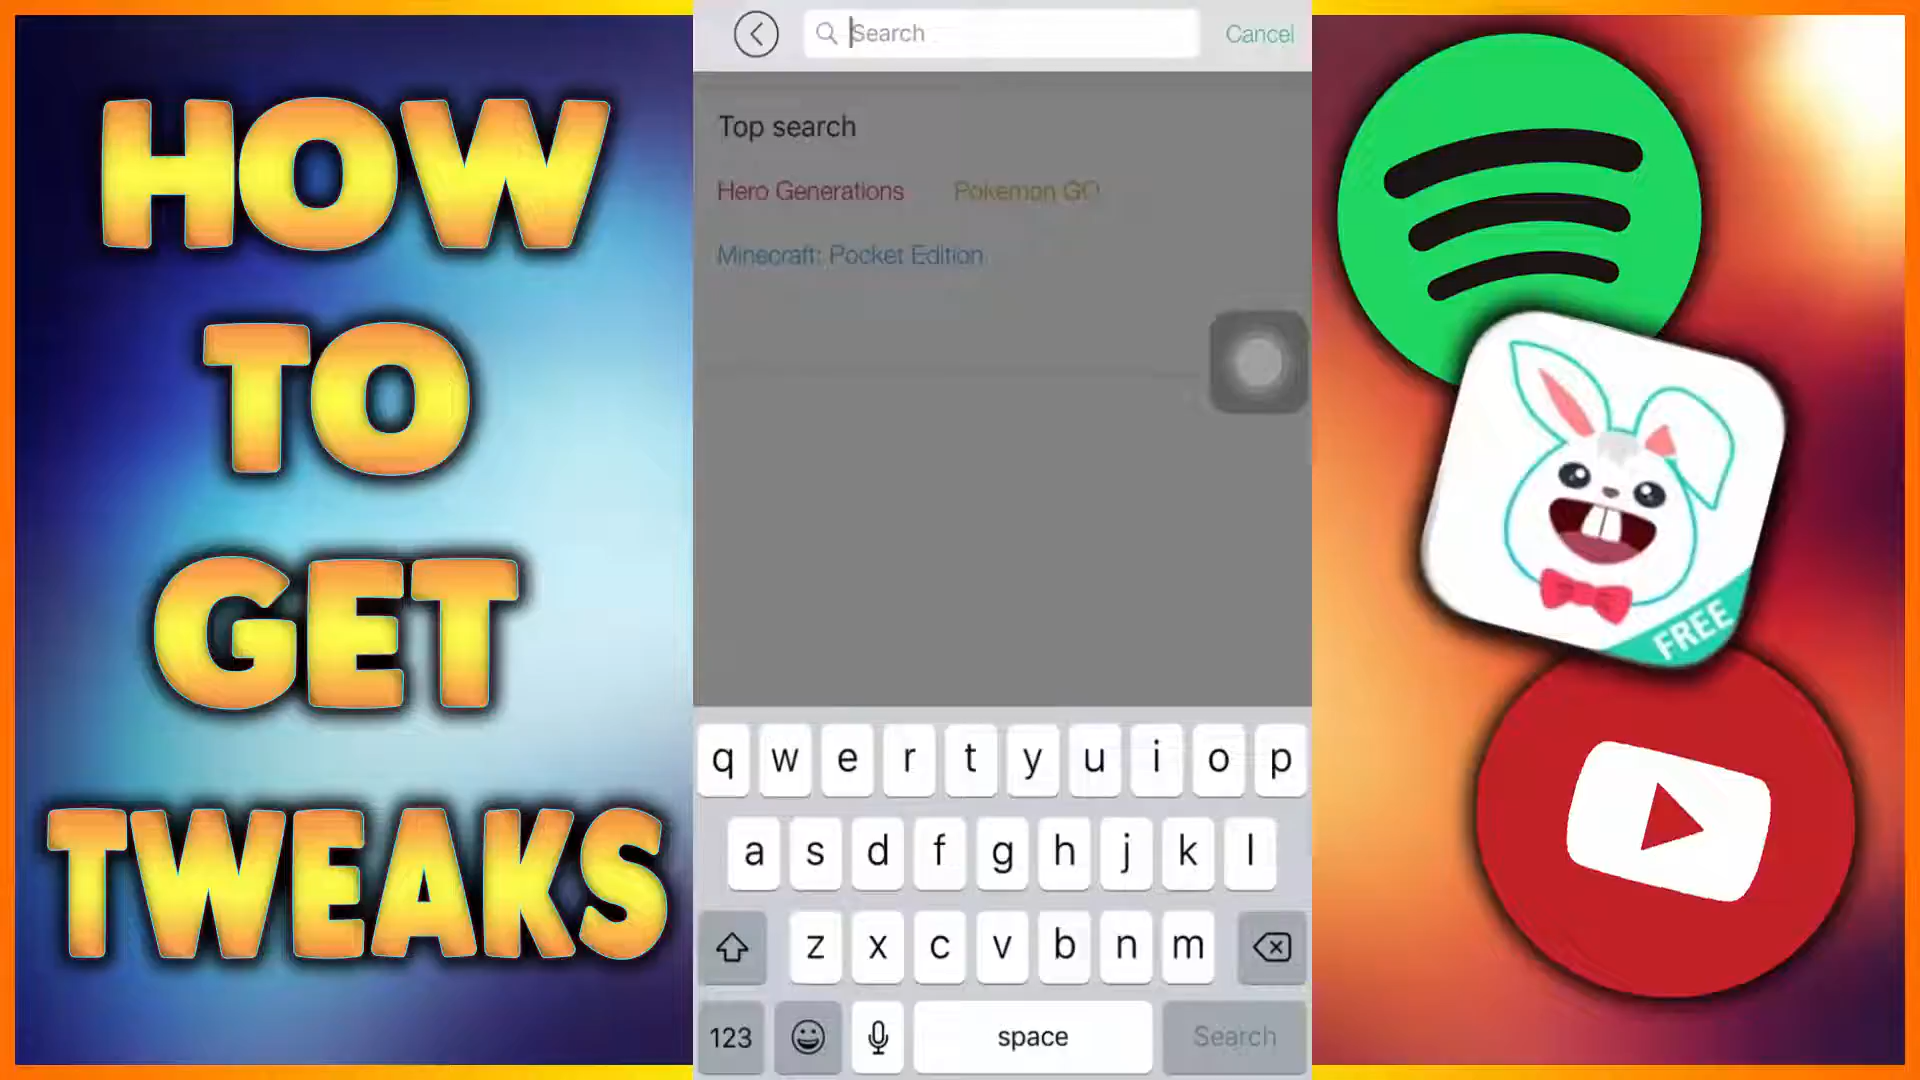 HOW
TO
GET
TWEAKS
Search
Cancel
Top search
Hero Generations
Pokemon GO
Minecraft: Pocket Edition
q w e r t y u i o p
a s d f g h j k l
z x c v b n m
123
space
Search
FREE